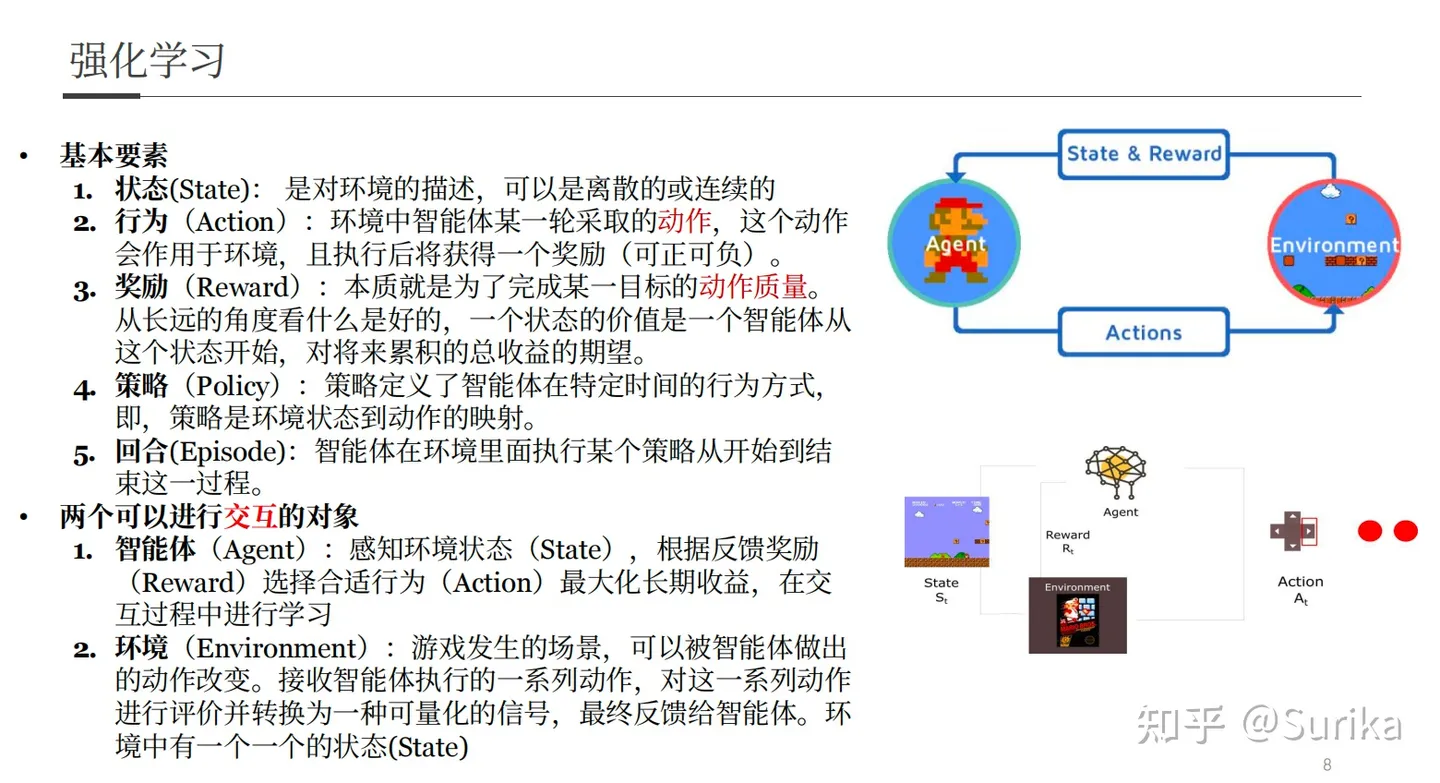 强化学习
• 基本要素
1. 状态(State)： 是对环境的描述，可以是离散的或连续的
2. 行为（Action）：环境中智能体某一轮采取的动作，这个动作
会作用于环境，且执行后将获得一个奖励（可正可负）。
3. 奖励（Reward）：本质就是为了完成某一目标的动作质量。
从长远的角度看什么是好的，一个状态的价值是一个智能体从
这个状态开始，对将来累积的总收益的期望。
4. 策略（Policy）：策略定义了智能体在特定时间的行为方式，
即，策略是环境状态到动作的映射。
5. 回合(Episode)：智能体在环境里面执行某个策略从开始到结
束这一过程。
• 两个可以进行交互的对象
1. 智能体（Agent）：感知环境状态（State），根据反馈奖励
（Reward）选择合适行为（Action）最大化长期收益，在交
互过程中进行学习
2. 环境（Environment）：游戏发生的场景，可以被智能体做出
的动作改变。接收智能体执行的一系列动作，对这一系列动作
进行评价并转换为一种可量化的信号，最终反馈给智能体。环
境中有一个一个的状态(State)
State & Reward
Agent
Environment
Actions
Agent
Reward
Rt
State
St
Environment
Action
At
知乎 @Surika
8